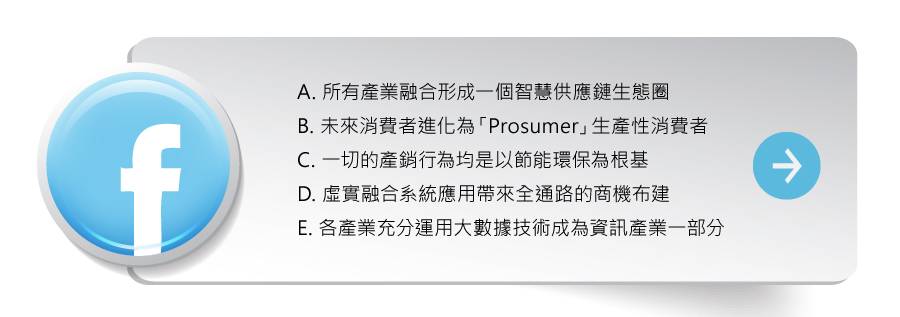 A. 所有產業融合形成一個智慧供應鏈生態圈
B. 未來消費者進化為「Prosumer」生產性消費者
C. 一切的產銷行為均是以節能環保為根基
D. 虛實融合系統應用帶來全通路的商機布建
E. 各產業充分運用大數據技術成為資訊產業一部分